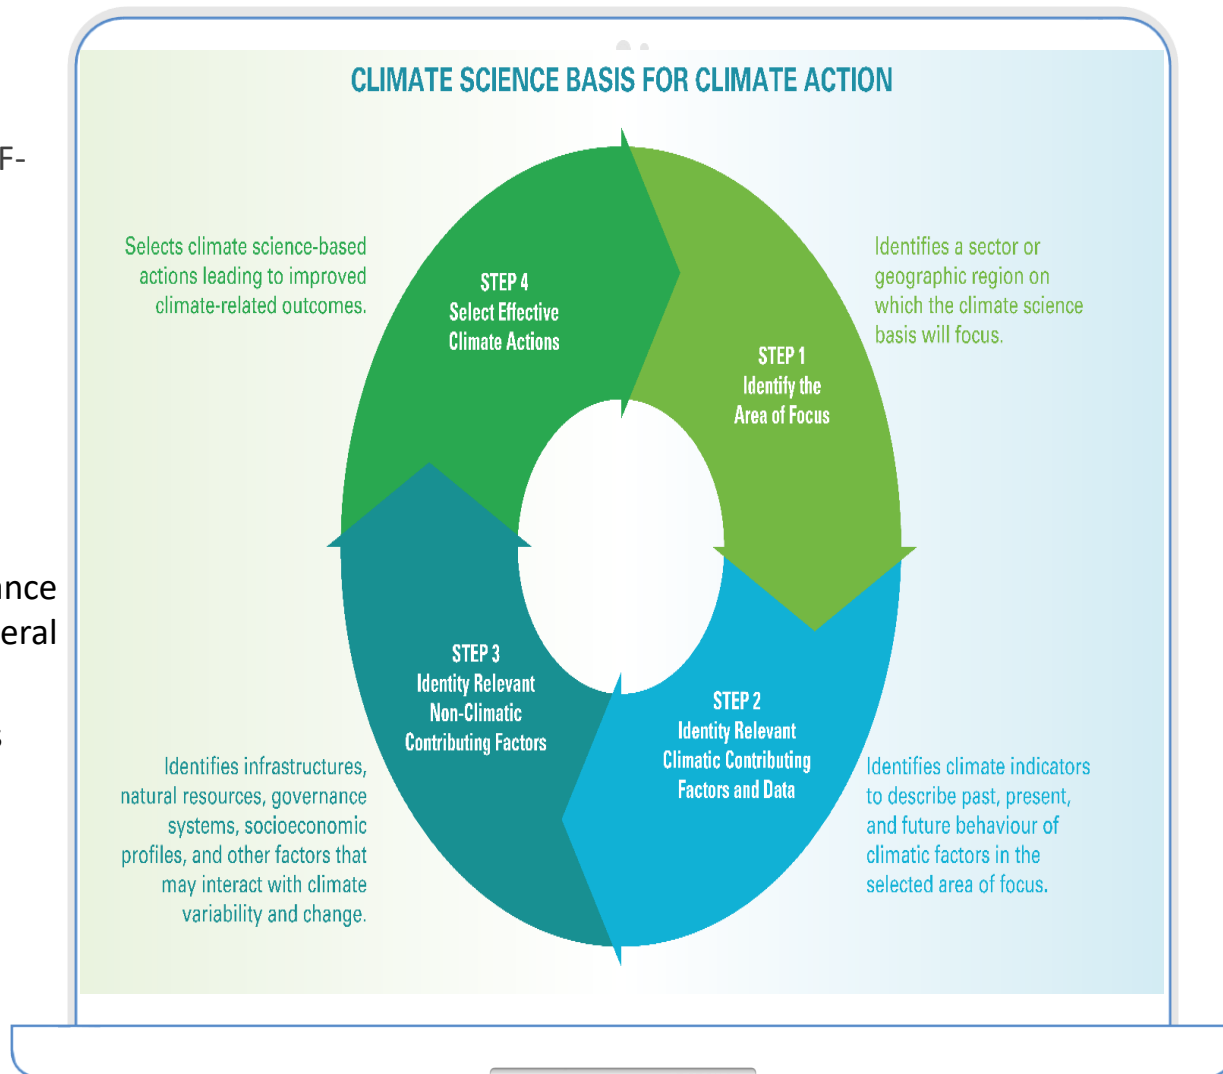 F-
ance
eral
s
CLIMATE SCIENCE BASIS FOR CLIMATE ACTION
Selects climate science-based
actions leading to improved
climate-related outcomes.
STEP 4
Select Effective
Climate Actions
Identifies a sector or
geographic region on
which the climate science
basis will focus.
STEP 1
Identify the
Area of Focus
STEP 3
Identity Relevant
Non-Climatic
Contributing Factors
STEP 2
Identity Relevant
Climatic Contributing
Factors and Data
Identifies infrastructures,
natural resources, governance
systems, socioeconomic
profiles, and other factors that
may interact with climate
variability and change.
Identifies climate indicators
to describe past, present,
and future behaviour of
climatic factors in the
selected area of focus.